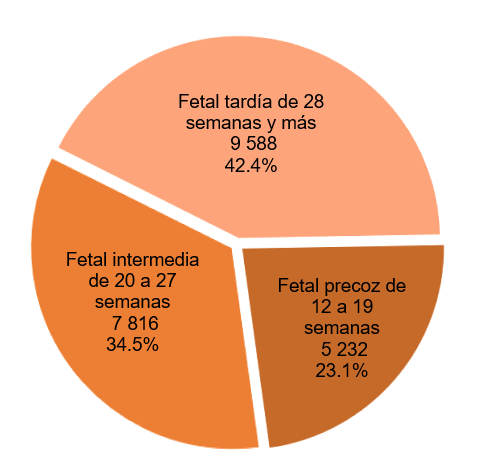 Fetal tardía de 28
semanas y más
9 588
42.4%
Fetal intermedia
de 20 a 27
semanas
7 816
34.5%
Fetal precoz de
12 a 19
semanas
5 232
23.1%